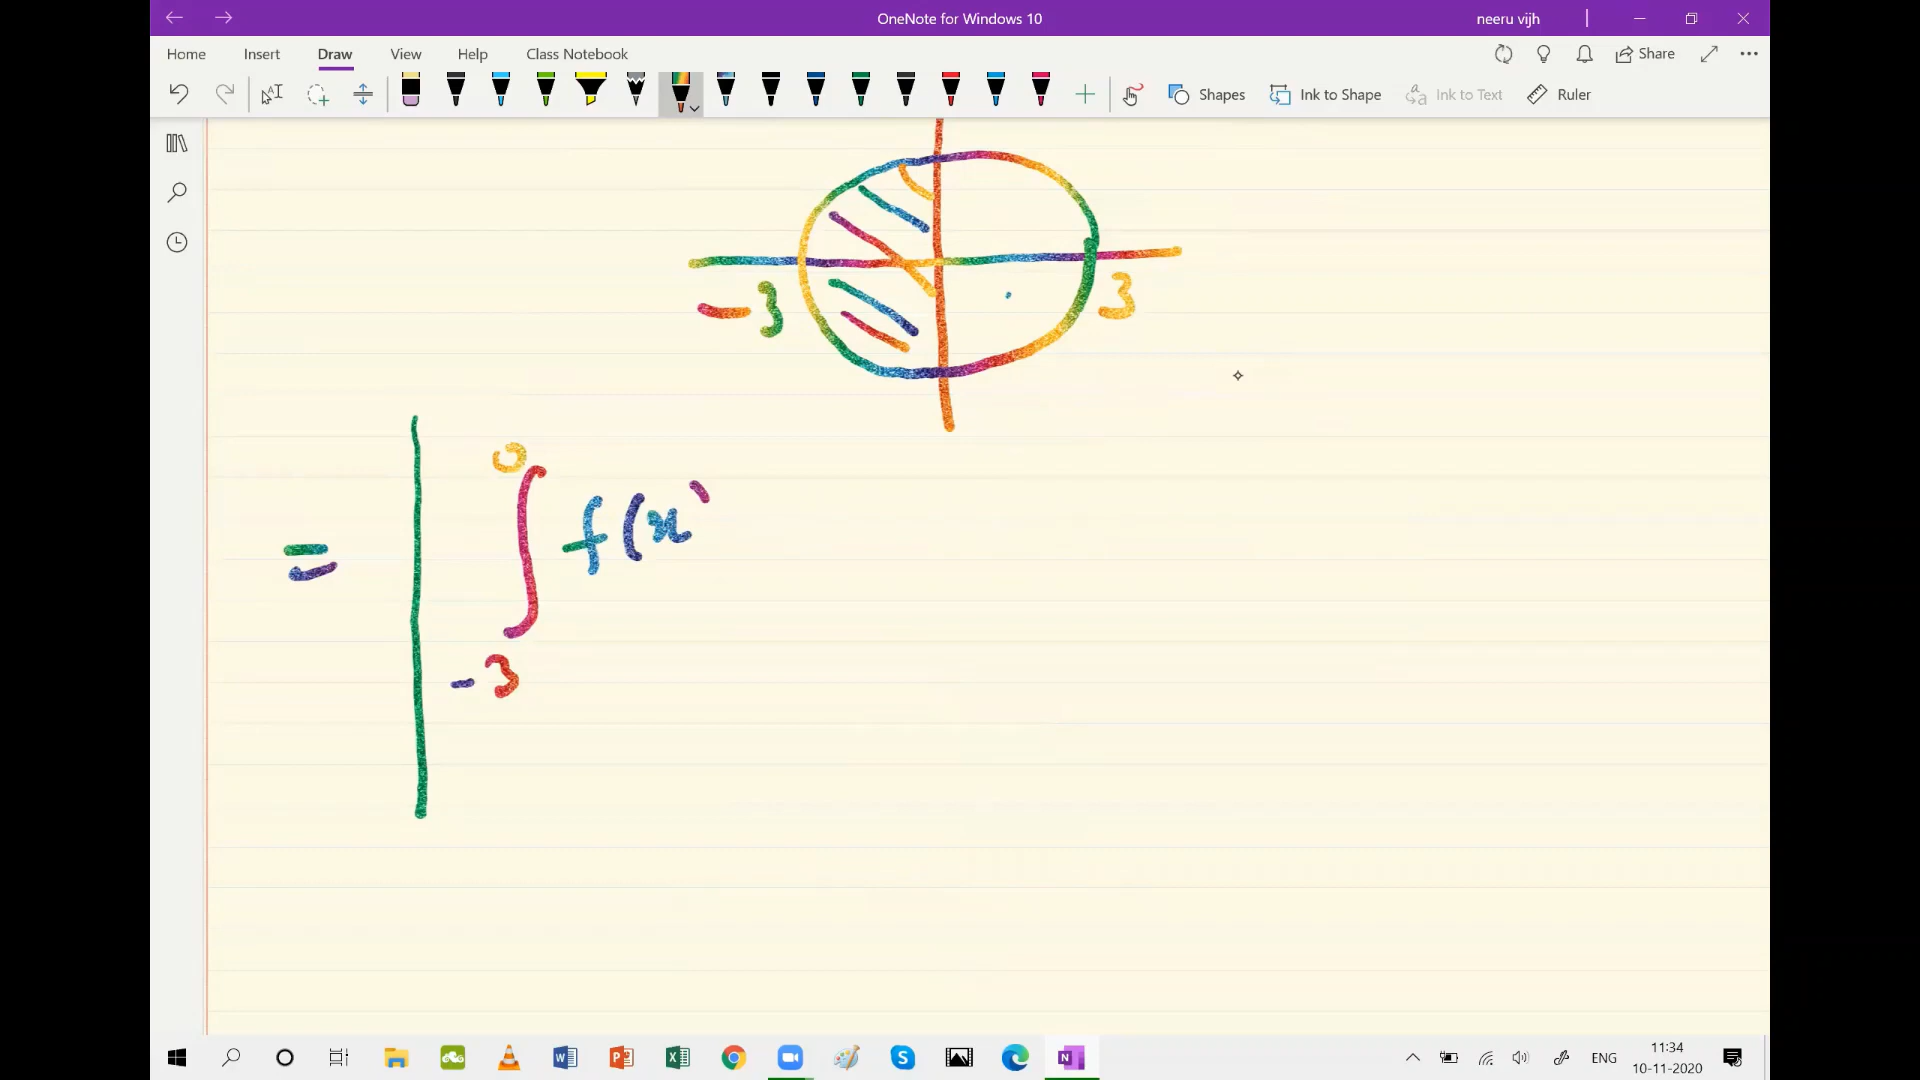 OneNote for Windows 10
neeru vijh
Home Insert Draw View Help Class Notebook
Share
Shapes Ink to Shape Ink to Text Ruler
-3 3
= | ∫ 0 -3 f(x)
ENG
11:34
10-11-2020